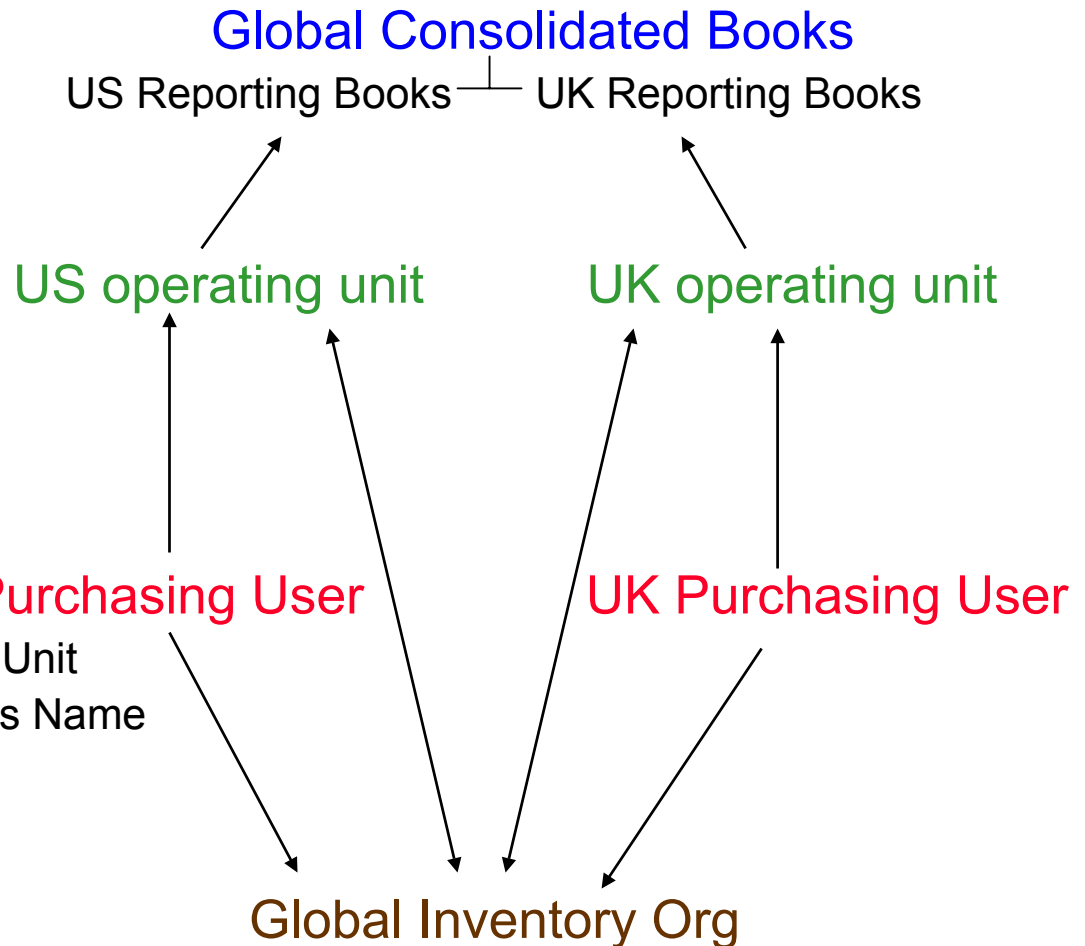 Global Consolidated Books
US Reporting Books UK Reporting Books
US operating unit UK operating unit
Purchasing User UK Purchasing User
Unit
s Name
Global Inventory Org